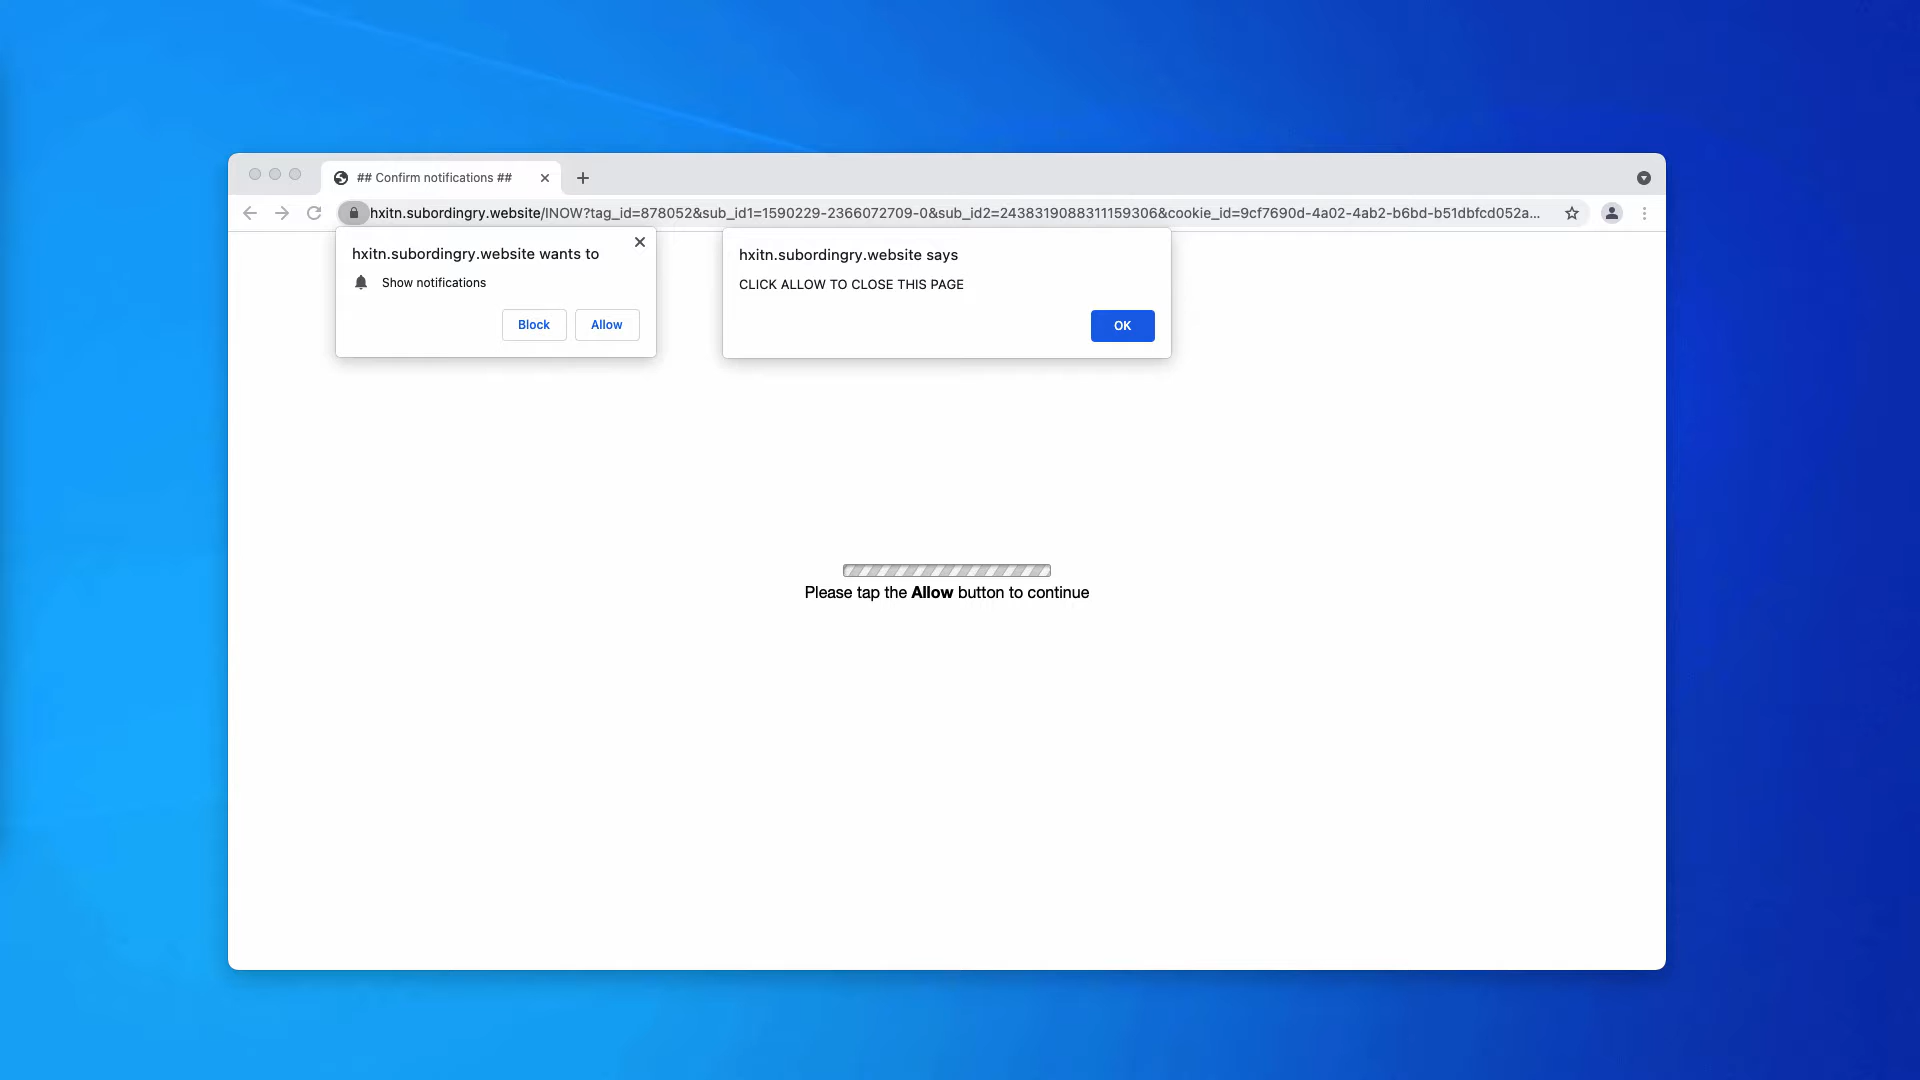 ## Confirm notifications ##
hxitn.subordingry.website/INOW?tag_id=878052&sub_id1=1590229-2366072709-0&sub_id2=2438319088311159306&cookie_id=9cf7690d-4a02-4ab2-b6bd-b51dbfcd052a...
hxitn.subordingry.website wants to
Show notifications
Block
Allow
hxitn.subordingry.website says
CLICK ALLOW TO CLOSE THIS PAGE
OK
Please tap the Allow button to continue